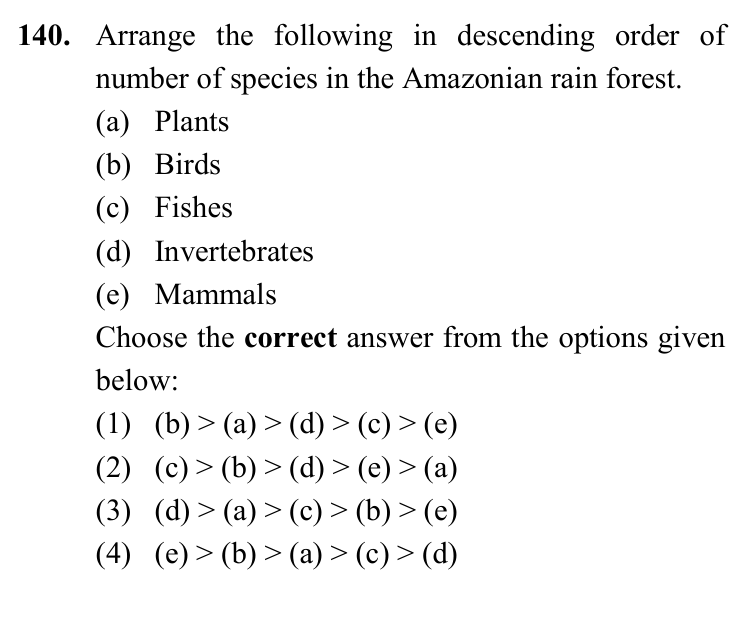 140. Arrange the following in descending order of
number of species in the Amazonian rain forest.
(a) Plants
(b) Birds
(c) Fishes
(d) Invertebrates
(e) Mammals
Choose the correct answer from the options given
below:
(1) (b) > (a) > (d) > (c) > (e)
(2) (c) > (b) > (d) > (e) > (a)
(3) (d) > (a) > (c) > (b) > (e)
(4) (e) > (b) > (a) > (c) > (d)